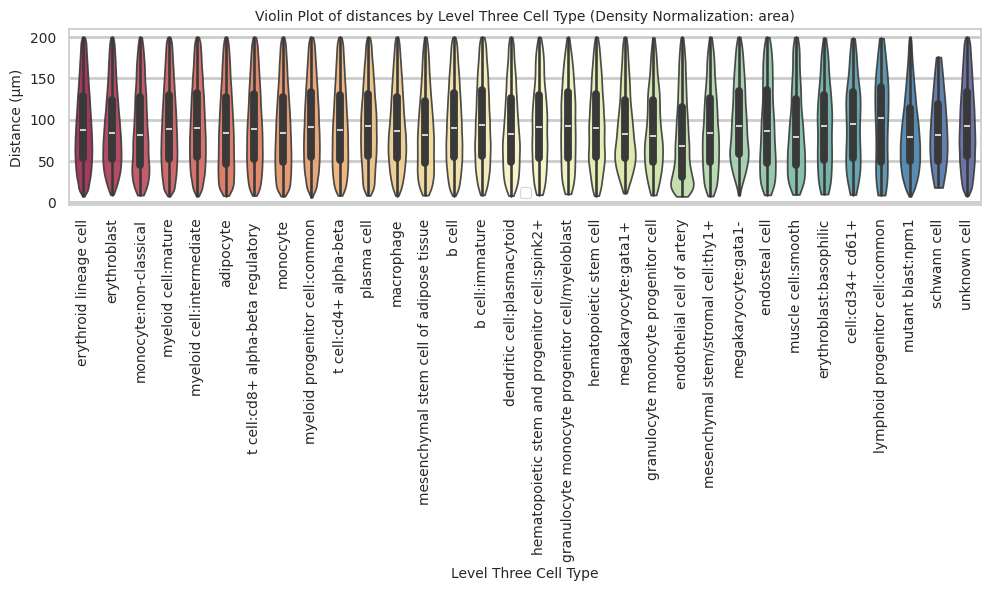 Violin Plot of distances by Level Three Cell Type (Density Normalization: area)
Distance (μm)
200
150
100
50
0
erythroid lineage cell
erythroblast
monocyte:non-classical
myeloid cell:mature
myeloid cell:intermediate
adipocyte
t cell:cd8+ alpha-beta regulatory
monocyte
myeloid progenitor cell:common
t cell:cd4+ alpha-beta
plasma cell
macrophage
mesenchymal stem cell of adipose tissue
b cell
b cell:immature
dendritic cell:plasmacytoid
hematopoietic stem and progenitor cell:spink2+
granulocyte monocyte progenitor cell/myeloblast
hematopoietic stem cell
megakaryocyte:gata1+
granulocyte monocyte progenitor cell
endothelial cell of artery
mesenchymal stem/stromal cell:thy1+
megakaryocyte:gata1-
endosteal cell
muscle cell:smooth
erythroblast:basophilic
cell:cd34+ cd61+
lymphoid progenitor cell:common
mutant blast:npm1
schwann cell
unknown cell
Level Three Cell Type